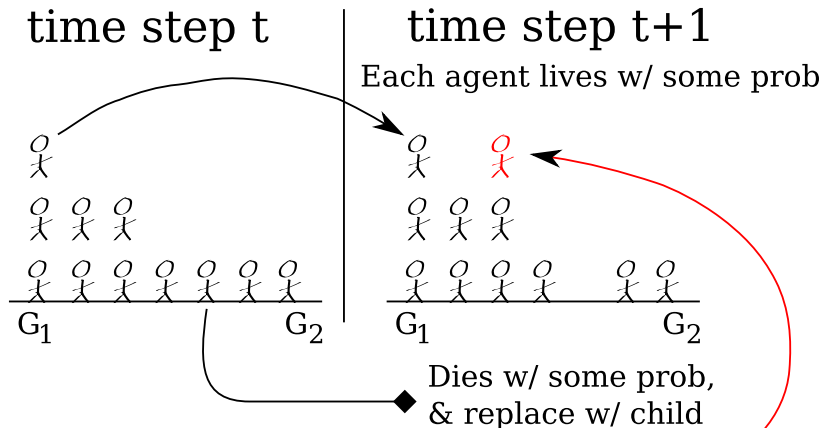 time step t
time step t+1
Each agent lives w/ some prob
G1
G2
G1
G2
Dies w/ some prob,
& replace w/ child